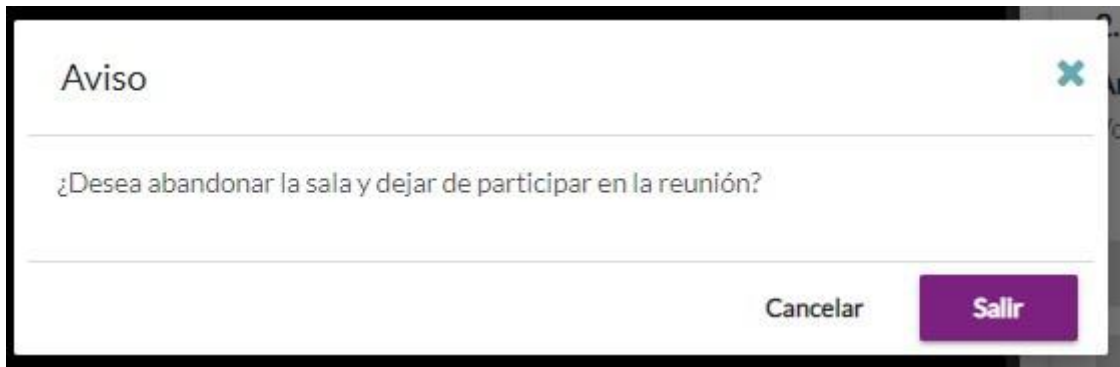 Aviso
¿Desea abandonar la sala y dejar de participar en la reunión?
Cancelar
Salir